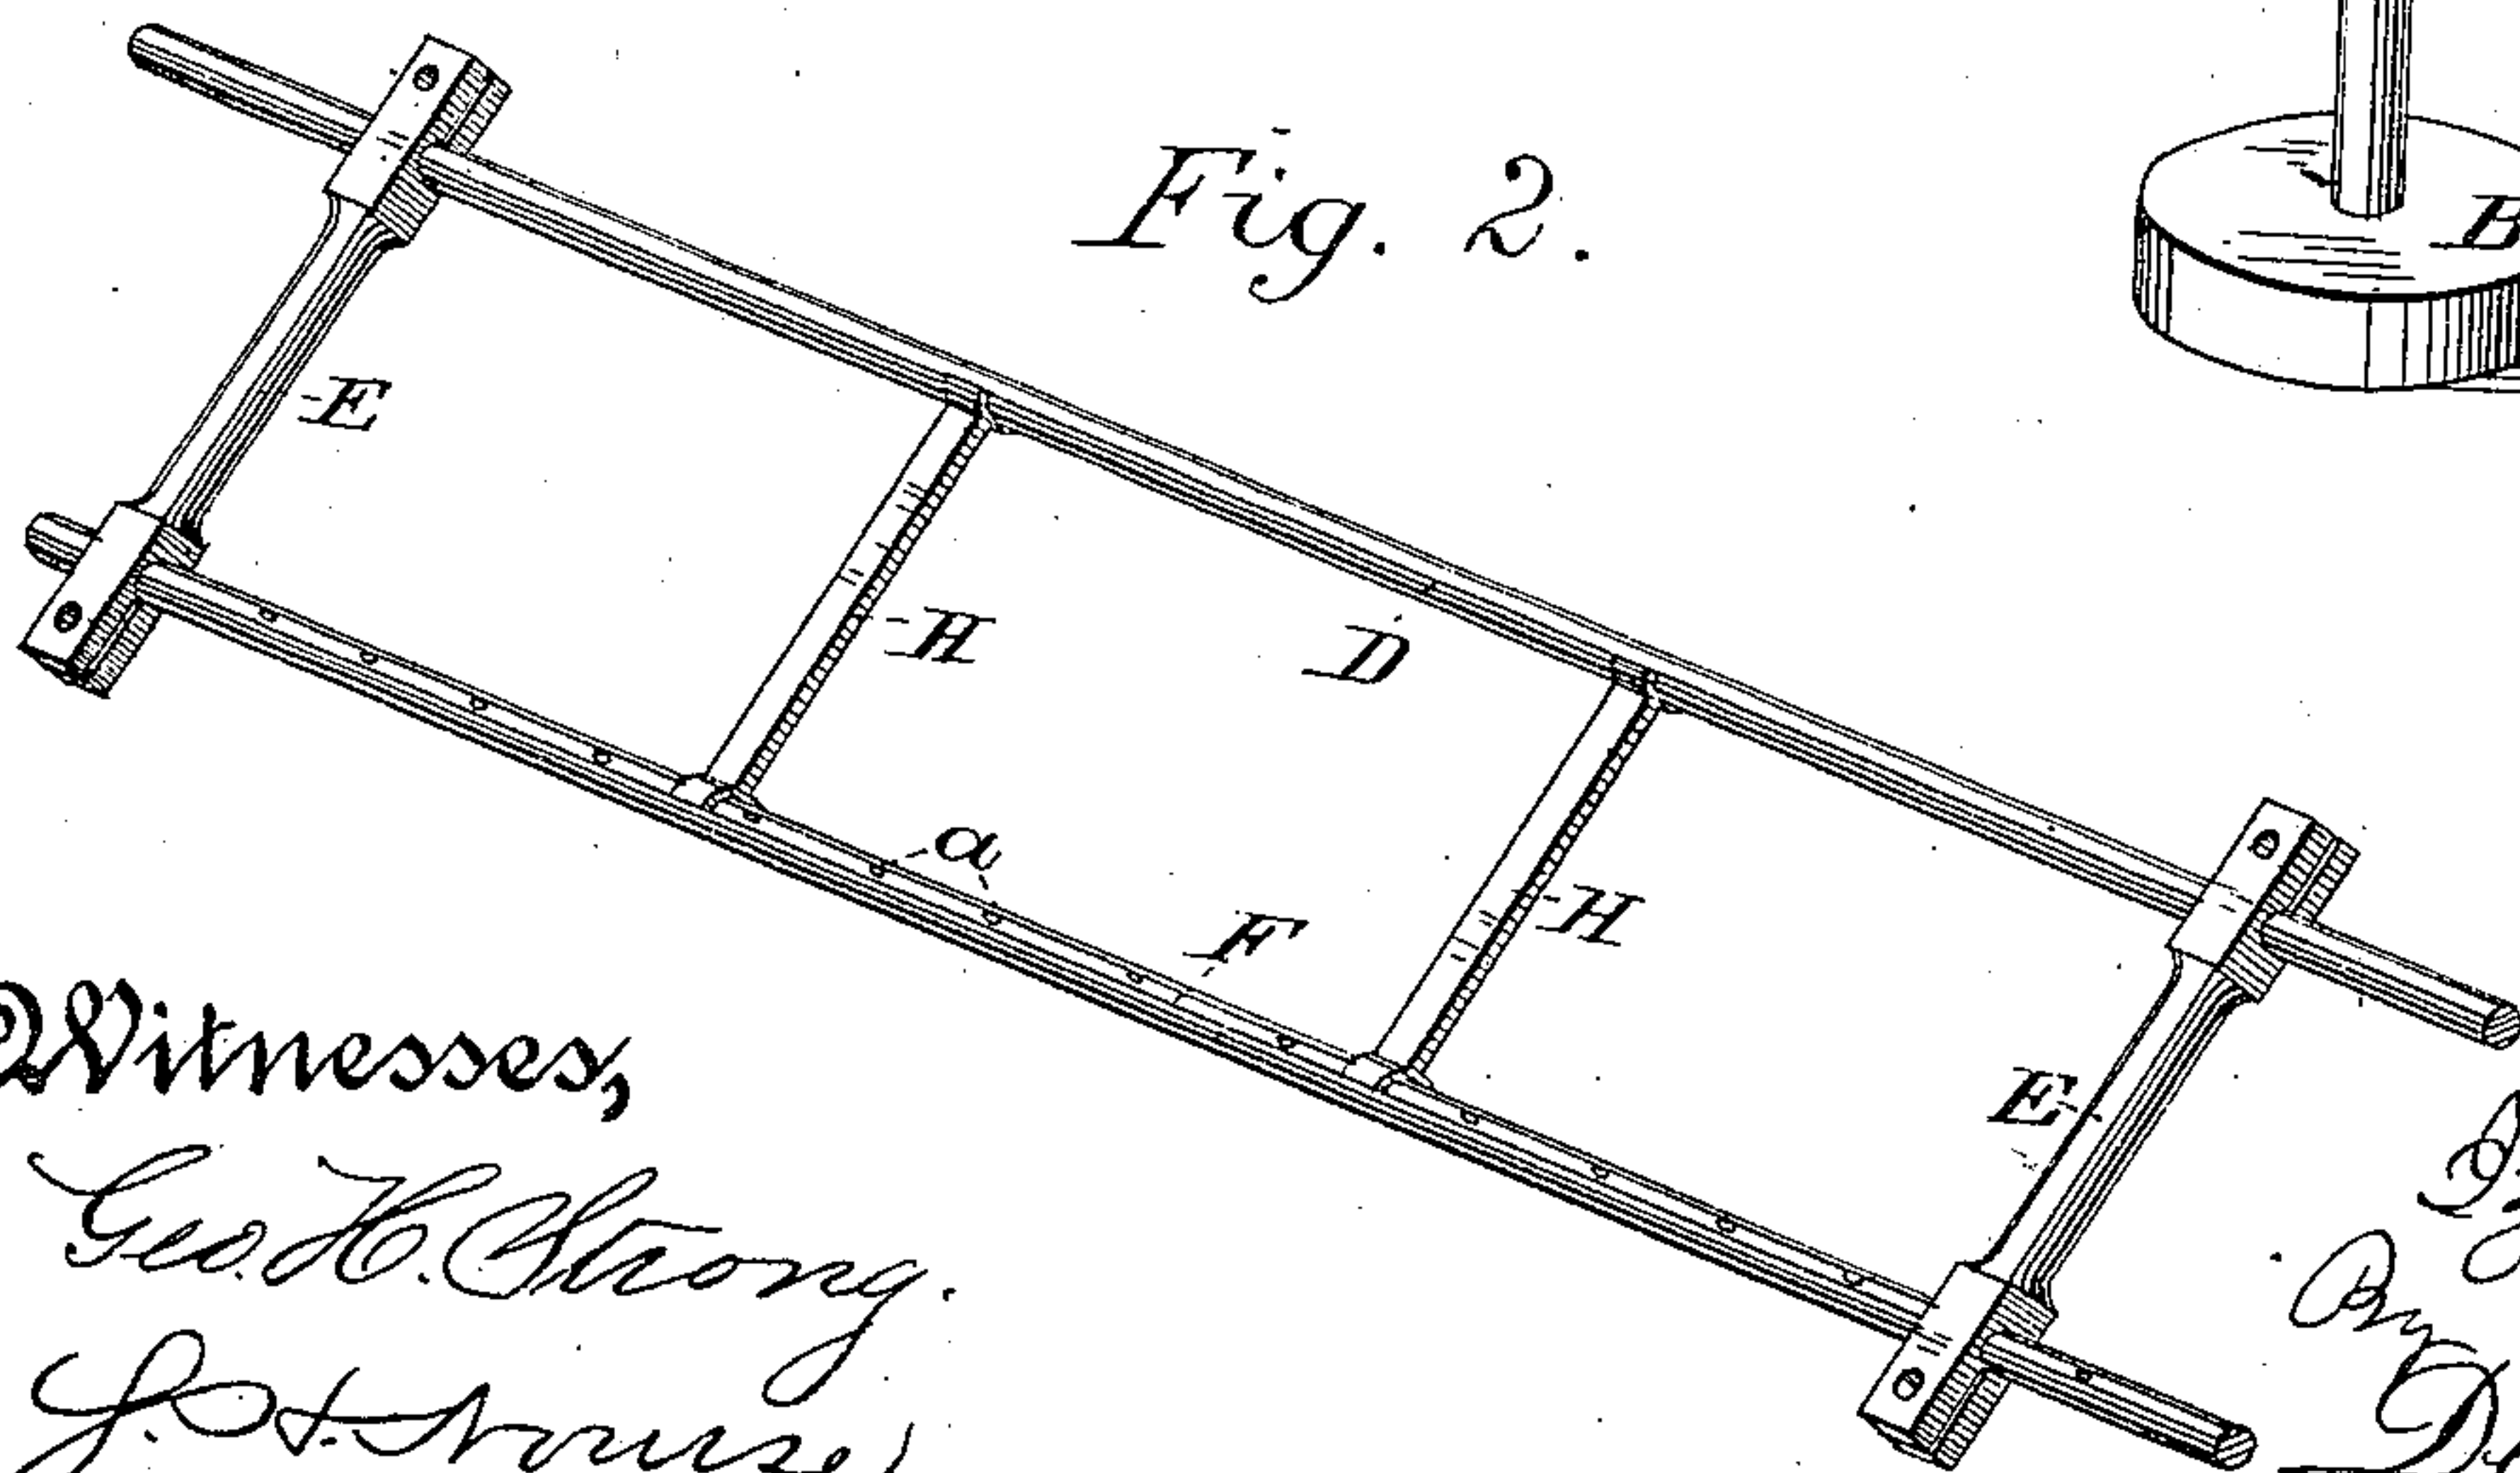 Fig. 2.
B
E
H
D
a
F
H
E
Witnesses,
Geo. H. Strong.